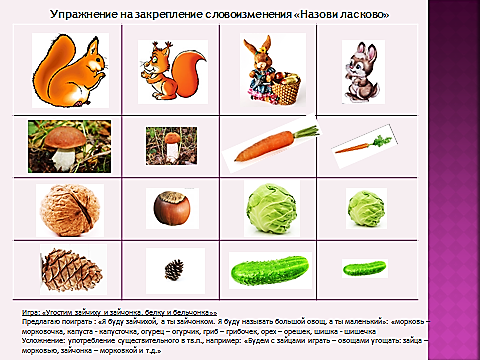 Упражнение на закрепление словоизменения «Назови ласково»
Игра: «Угостим зайчиху и зайчонка, белку и бельчонка»»
Предлагаю поиграть : «Я буду зайчихой, а ты зайчонком. Я буду называть большой овощ, а ты маленький»: «морковь –
морковочка, капуста - капусточка, огурец – огурчик, гриб – грибочек, орех – орешек, шишка - шишечка
Усложнение: употребление существительного в тв.п., например: «Будем с зайцами играть – овощами угощать: зайца –
морковью, зайчонка – морковкой и т.д.»